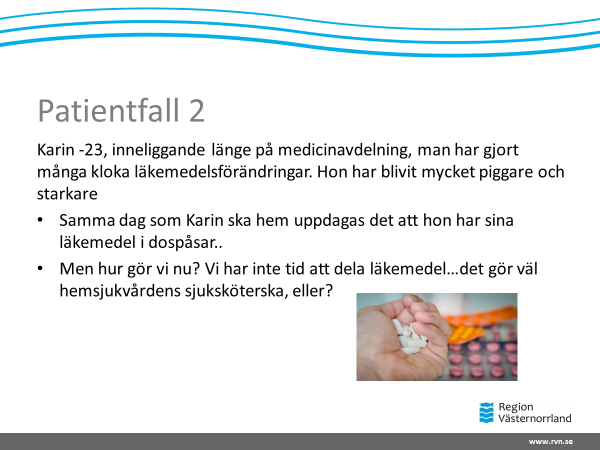 Patientfall 2
Karin -23, inneliggande länge på medicinavdelning, man har gjort
många kloka läkemedelsförändringar. Hon har blivit mycket piggare och
starkare
• Samma dag som Karin ska hem uppdagas det att hon har sina
läkemedel i dospåsar..
• Men hur gör vi nu? Vi har inte tid att dela läkemedel…det gör väl
hemsjukvårdens sjuksköterska, eller?
Region
Västernorrland
www.rvn.se